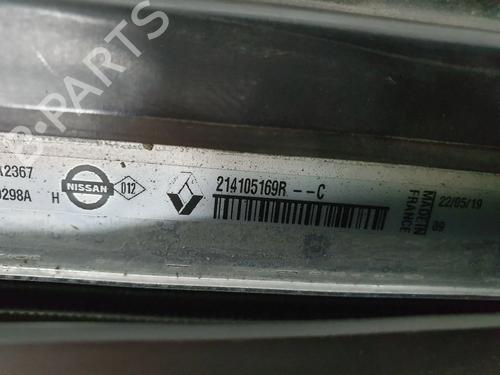 B-PARTS
A2367
0298A H
NISSAN
012
214105169R--C
MADE IN
FRANCE
22/05/19
09